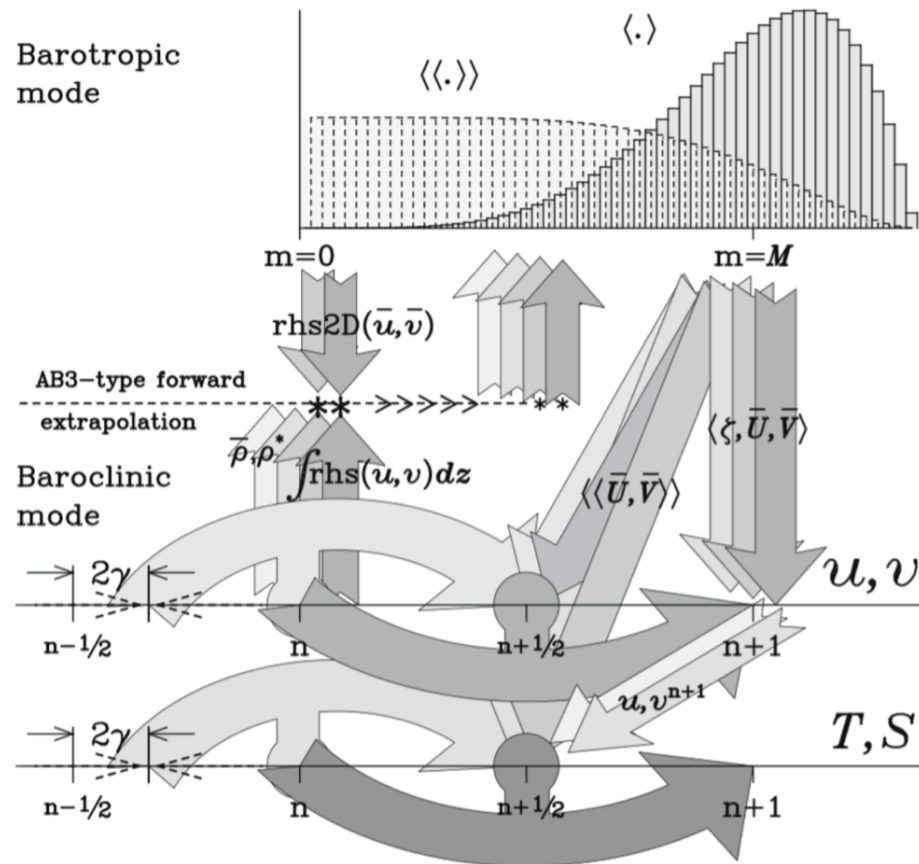 Barotropic
mode
⟨⟨.⟩⟩
⟨.⟩
m=0
m=M
rhs2D(u̅,v̅)
AB3-type forward
extrapolation
ρ̅,ρ*
∫rhs(u,v)dz
⟨⟨U̅,V̅⟩⟩
⟨ζ,U̅,V̅⟩
Baroclinic
mode
2γ
u,v
n-1/2
n
n+1/2
n+1
u,vⁿ⁺¹
2γ
T,S
n-1/2
n
n+1/2
n+1